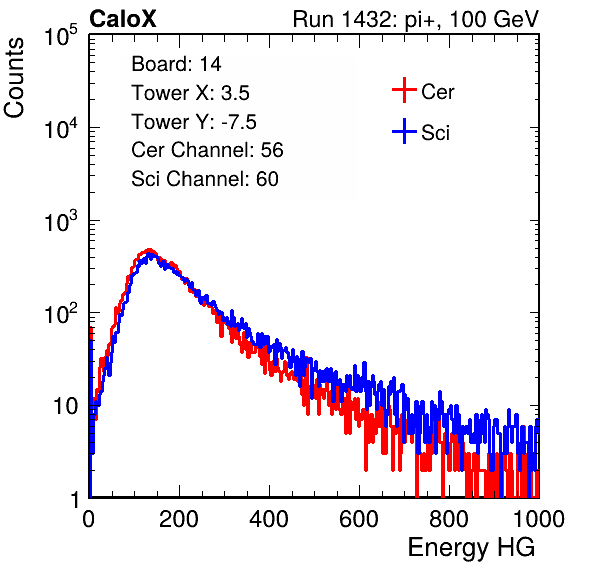 CaloX Run 1432: pi+, 100 GeV
Counts
Board: 14
Tower X: 3.5
Tower Y: -7.5
Cer Channel: 56
Sci Channel: 60
Cer
Sci
10^5
10^4
10^3
10^2
10
1
0 200 400 600 800 1000
Energy HG